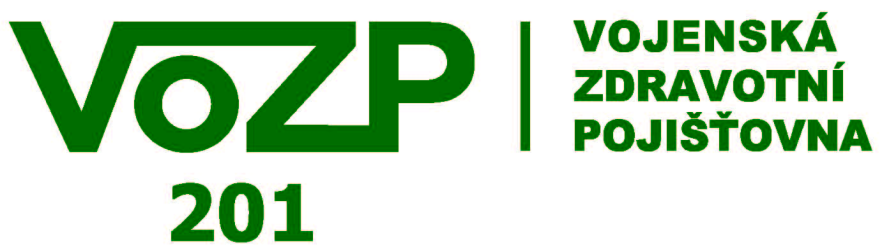 VoZP
201
VOJENSKÁ
ZDRAVOTNÍ
POJIŠŤOVNA